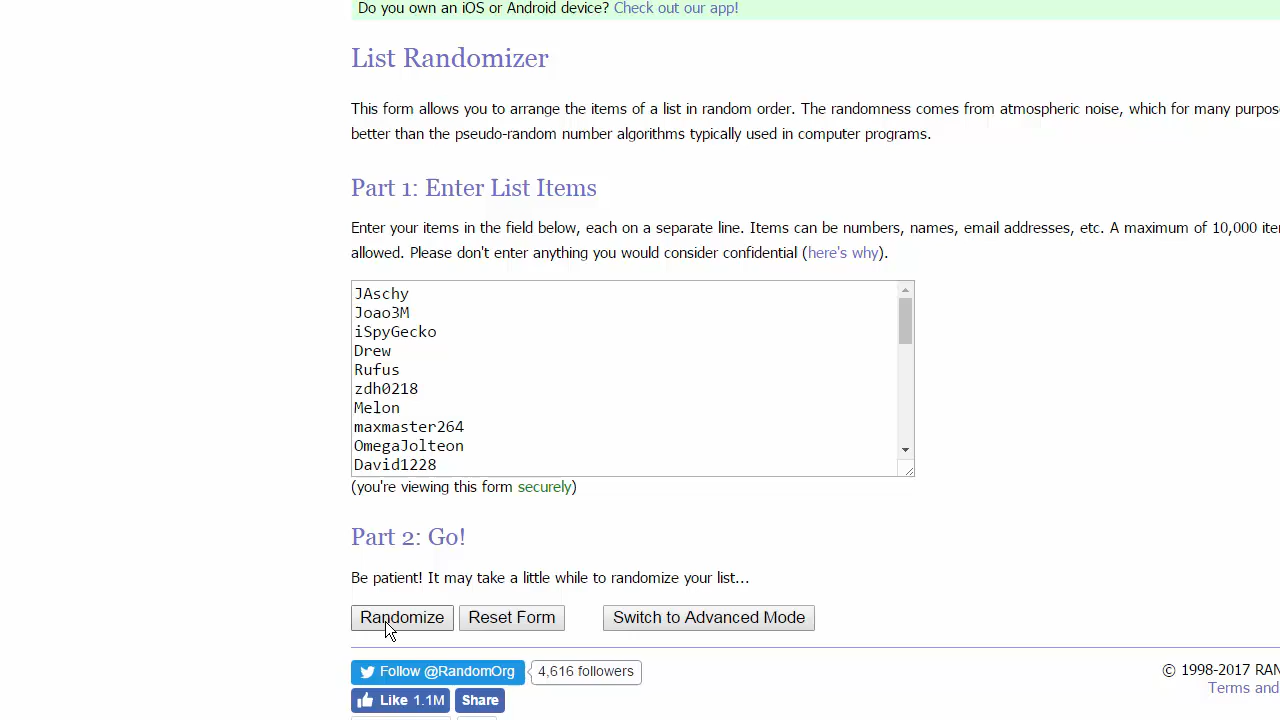 Do you own an iOS or Android device? Check out our app!
List Randomizer
This form allows you to arrange the items of a list in random order. The randomness comes from atmospheric noise, which for many
better than the pseudo-random number algorithms typically used in computer programs.
Part 1: Enter List Items
Enter your items in the field below, each on a separate line. Items can be numbers, names, email addresses, etc. A maximum of 10,000
allowed. Please don't enter anything you would consider confidential (here's why).
JAschy
Joao3M
iSpyGecko
Drew
Rufus
zdh0218
Melon
maxmaster264
OmegaJolteon
David1228
(you're viewing this form securely)
Part 2: Go!
Be patient! It may take a little while to randomize your list...
Randomize Reset Form Switch to Advanced Mode
Follow @RandomOrg 4,616 followers
© 1998-2017
Like 1.1M Share
Terms and